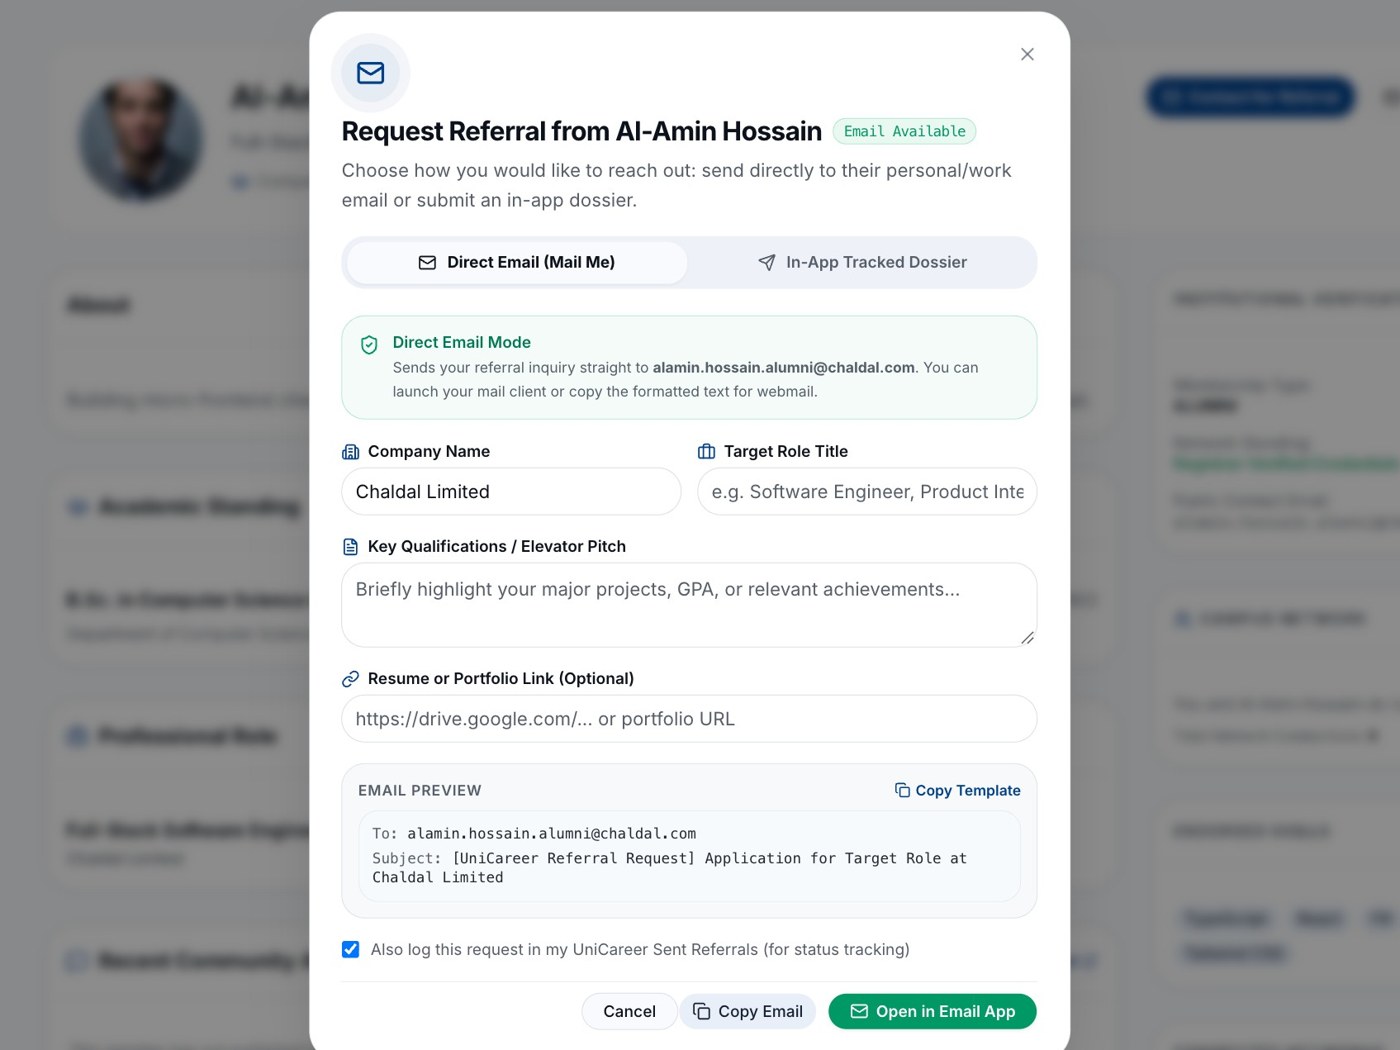 Request Referral from Al-Amin Hossain
Email Available
Choose how you would like to reach out: send directly to their personal/work
email or submit an in-app dossier.
Direct Email (Mail Me)
In-App Tracked Dossier
Direct Email Mode
Sends your referral inquiry straight to alamin.hossain.alumni@chaldal.com. You can
launch your mail client or copy the formatted text for webmail.
Company Name
Target Role Title
Chaldal Limited
e.g. Software Engineer, Product Inte
Key Qualifications / Elevator Pitch
Briefly highlight your major projects, GPA, or relevant achievements...
Resume or Portfolio Link (Optional)
https://drive.google.com/... or portfolio URL
EMAIL PREVIEW
Copy Template
To: alamin.hossain.alumni@chaldal.com
Subject: [UniCareer Referral Request] Application for Target Role at
Chaldal Limited
Also log this request in my UniCareer Sent Referrals (for status tracking)
Cancel
Copy Email
Open in Email App
About
Academic Standing
Professional Role
Recent Community